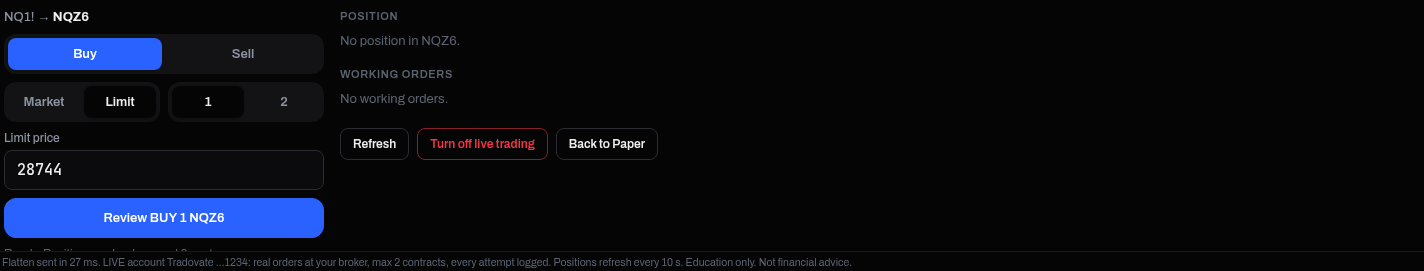 NQ1! → NQZ6
Buy
Sell
Market
Limit
1
2
Limit price
28744
Review BUY 1 NQZ6
POSITION
No position in NQZ6.
WORKING ORDERS
No working orders.
Refresh
Turn off live trading
Back to Paper
Flatten sent in 27 ms. LIVE account Tradovate ...1234: real orders at your broker, max 2 contracts, every attempt logged. Positions refresh every 10 s. Education only. Not financial advice.